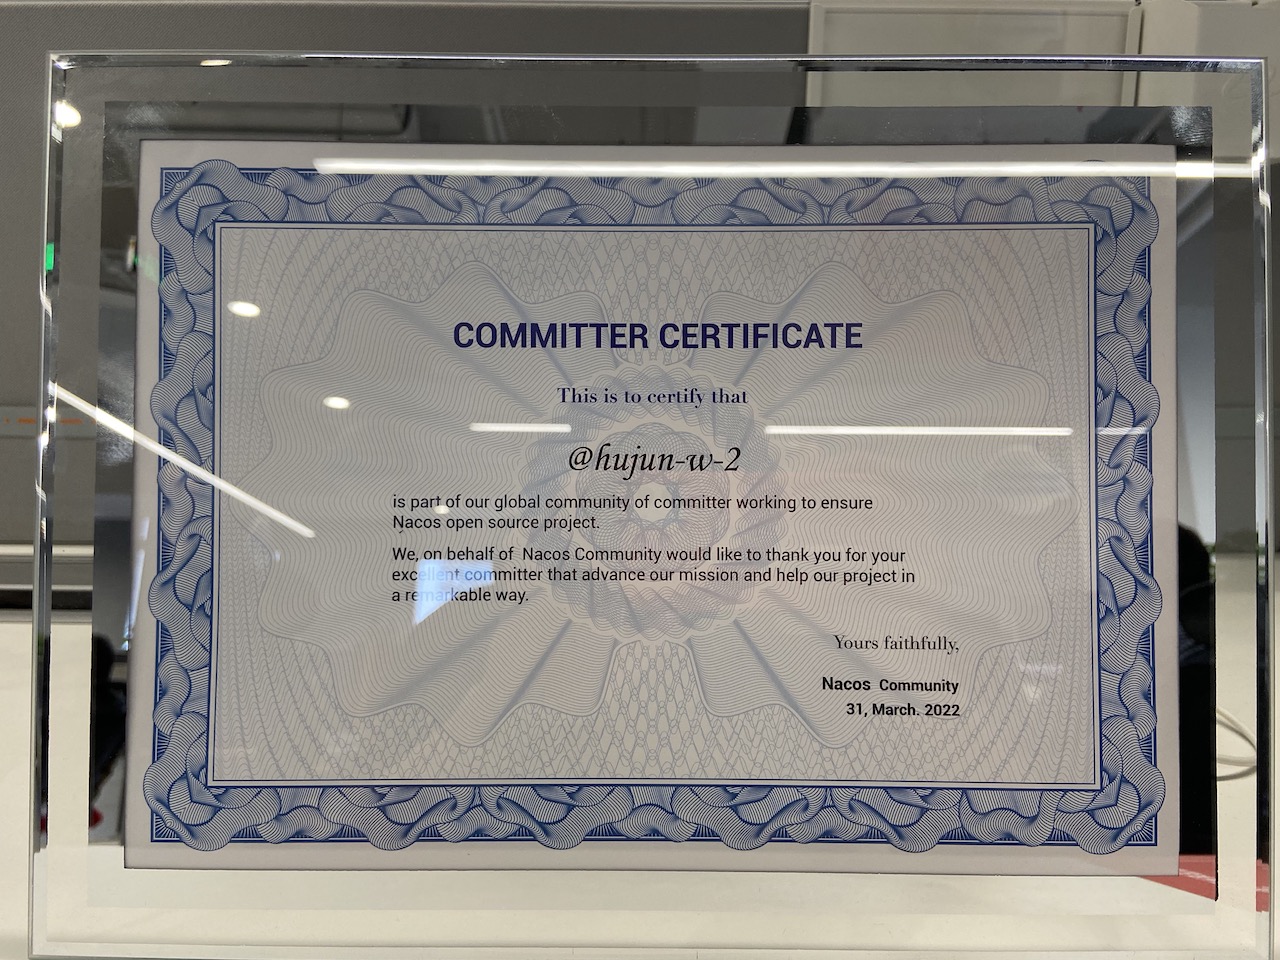 COMMITTER CERTIFICATE
This is to certify that
@hujun-w-2
is part of our global community of committer working to ensure
Nacos open source project.
We, on behalf of Nacos Community would like to thank you for your
excellent committer that advance our mission and help our project in
a remarkable way.
Yours faithfully,
Nacos Community
31, March. 2022